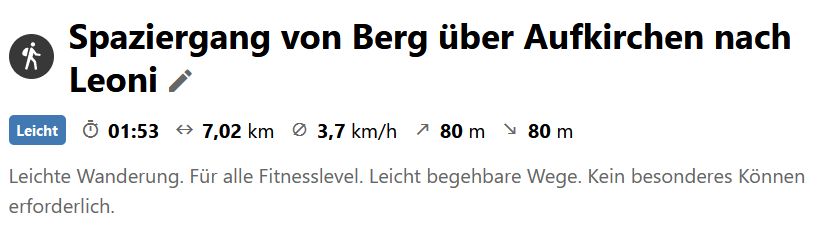 Spaziergang von Berg über Aufkirchen nach
Leoni
Leicht 01:53 7,02 km 3,7 km/h 80 m 80 m
Leichte Wanderung. Für alle Fitnesslevel. Leicht begehbare Wege. Kein besonderes Können
erforderlich.